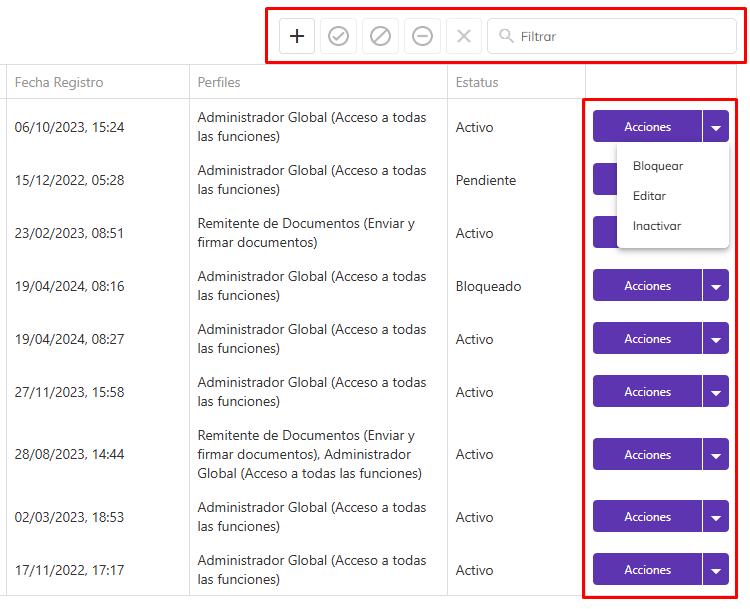 Filtrar
Fecha Registro
Perfiles
Estatus
06/10/2023, 15:24
Administrador Global (Acceso a todas
las funciones)
Activo
Acciones
Bloquear
Editar
Inactivar
15/12/2022, 05:28
Administrador Global (Acceso a todas
las funciones)
Pendiente
23/02/2023, 08:51
Remitente de Documentos (Enviar y
firmar documentos)
Activo
19/04/2024, 08:16
Administrador Global (Acceso a todas
las funciones)
Bloqueado
Acciones
19/04/2024, 08:27
Administrador Global (Acceso a todas
las funciones)
Activo
Acciones
27/11/2023, 15:58
Administrador Global (Acceso a todas
las funciones)
Activo
Acciones
28/08/2023, 14:44
Remitente de Documentos (Enviar y
firmar documentos), Administrador
Global (Acceso a todas las funciones)
Activo
Acciones
02/03/2023, 18:53
Administrador Global (Acceso a todas
las funciones)
Activo
Acciones
17/11/2022, 17:17
Administrador Global (Acceso a todas
las funciones)
Activo
Acciones